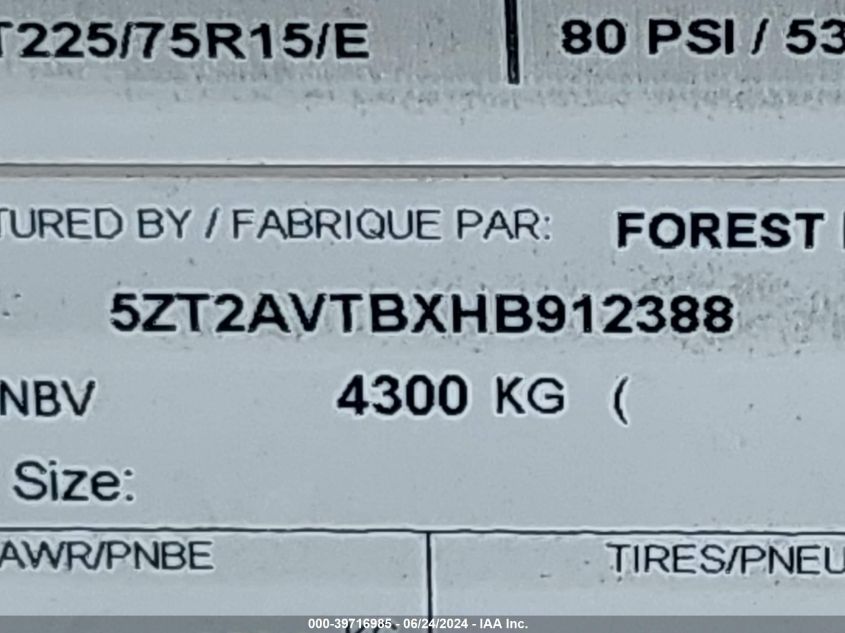 T225/75R15/E 80 PSI / 53
TURED BY / FABRIQUE PAR: FOREST
5ZT2AVTBXHB912388
NBV 4300 KG (
Size:
AWR/PNBE TIRES/PNEU
000-39716985 - 06/24/2024 - IAA Inc.